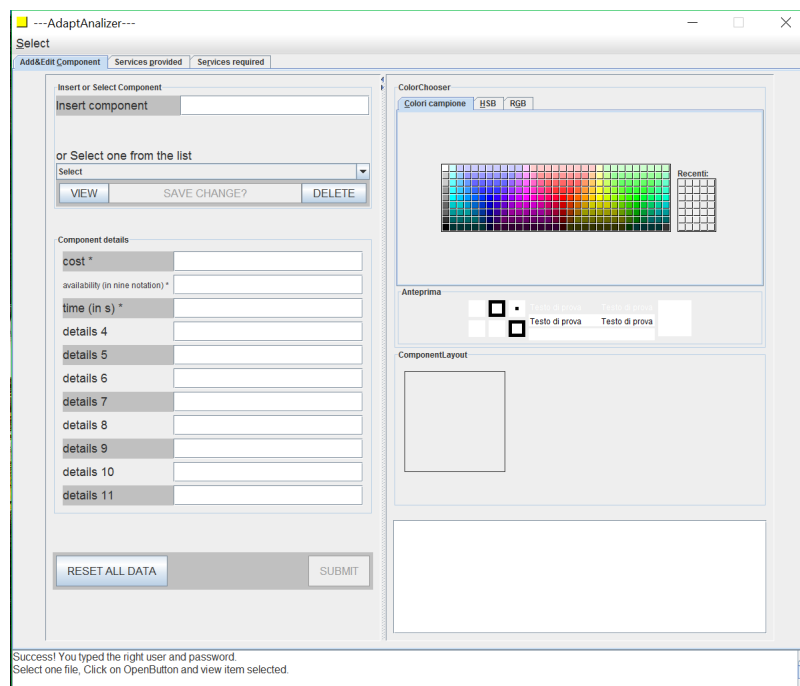 ---AdaptAnalizer---
Select
Add&Edit Component Services provided Services required
Insert or Select Component
Insert component
or Select one from the list
Select
VIEW SAVE CHANGE? DELETE
Component details
cost *
availability (in nine notation) *
time (in s) *
details 4
details 5
details 6
details 7
details 8
details 9
details 10
details 11
RESET ALL DATA SUBMIT
ColorChooser
Colori campione HSB RGB
Recenti:
Anteprima
Testo di prova Testo di prova
Testo di prova Testo di prova
ComponentLayout
Success! You typed the right user and password.
Select one file, Click on OpenButton and view item selected.